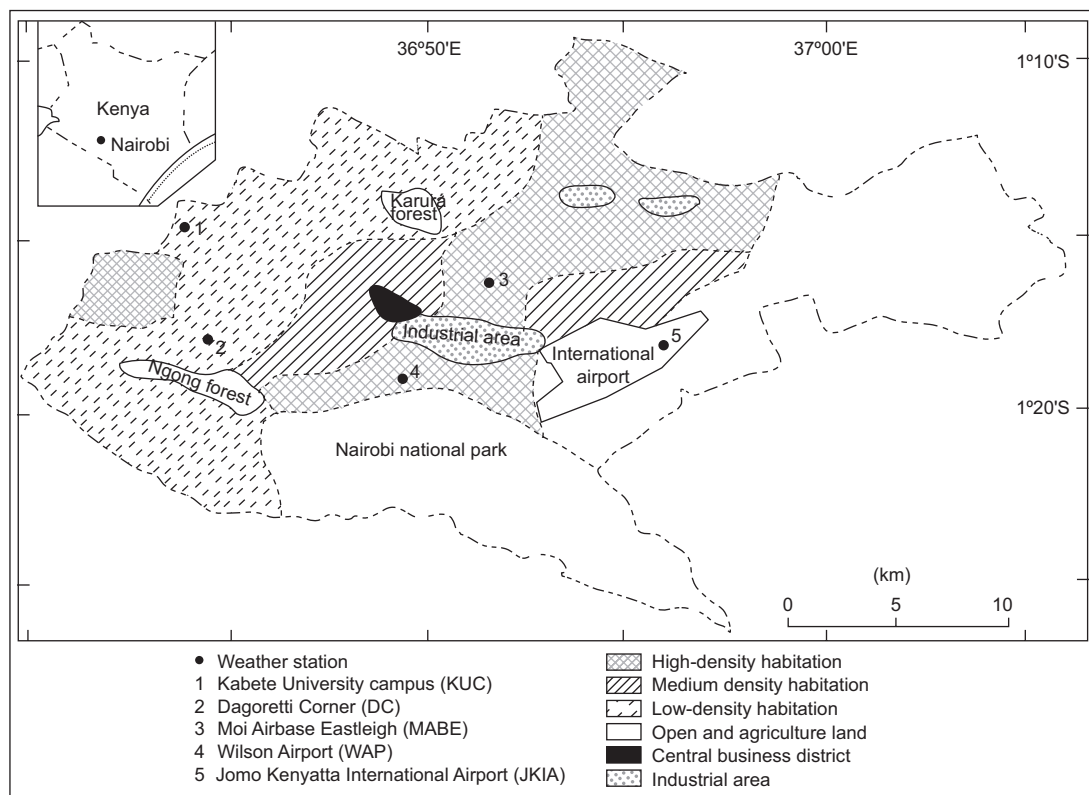 36°50'E
37°00'E
1°10'S
Kenya
Nairobi
Karura
forest
1
3
2
Industrial area
International
airport
5
Ngong forest
4
1°20'S
Nairobi national park
(km)
0
5
10
Weather station
1 Kabete University campus (KUC)
2 Dagoretti Corner (DC)
3 Moi Airbase Eastleigh (MABE)
4 Wilson Airport (WAP)
5 Jomo Kenyatta International Airport (JKIA)
High-density habitation
Medium density habitation
Low-density habitation
Open and agriculture land
Central business district
Industrial area